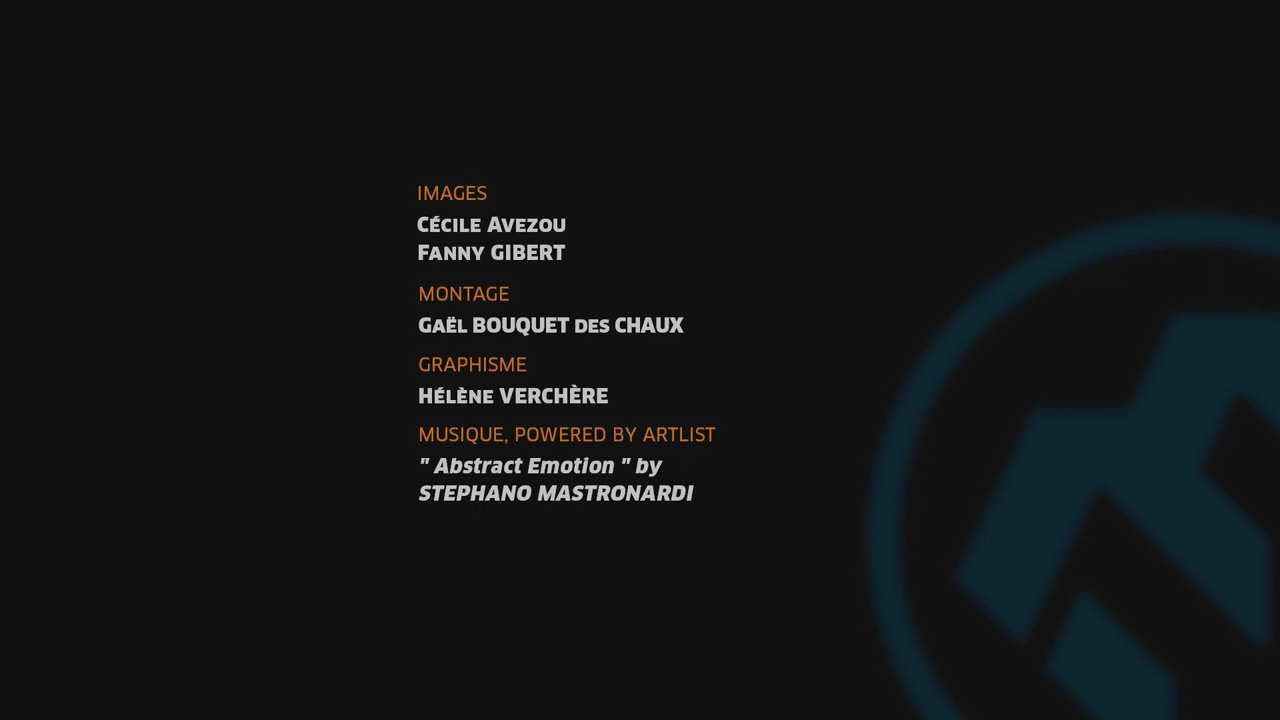 IMAGES
Cécile Avezou
Fanny GIBERT
MONTAGE
Gaël BOUQUET des CHAUX
GRAPHISME
Hélène VERCHÈRE
MUSIQUE, POWERED BY ARTLIST
" Abstract Emotion " by
STEPHANO MASTRONARDI